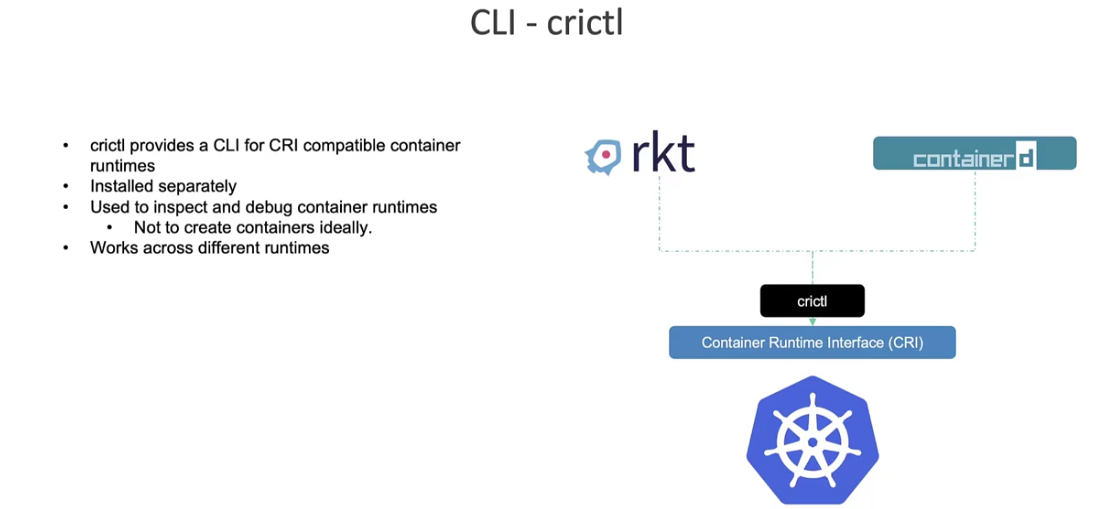 CLI - crictl
• crictl provides a CLI for CRI compatible container
runtimes
• Installed separately
• Used to inspect and debug container runtimes
• Not to create containers ideally.
• Works across different runtimes
rkt
containerd
crictl
Container Runtime Interface (CRI)